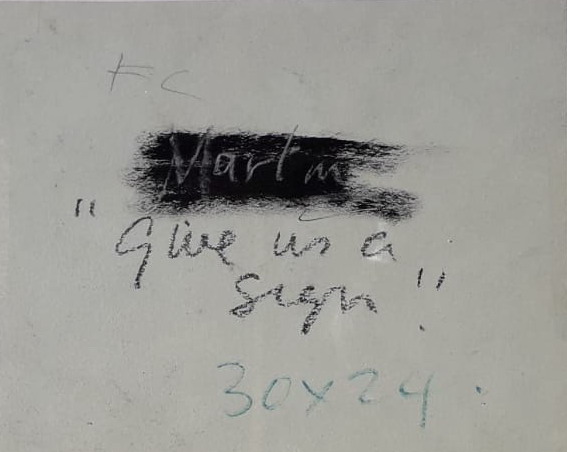 FC
Martin
"Give us a
sign!"
30x24.